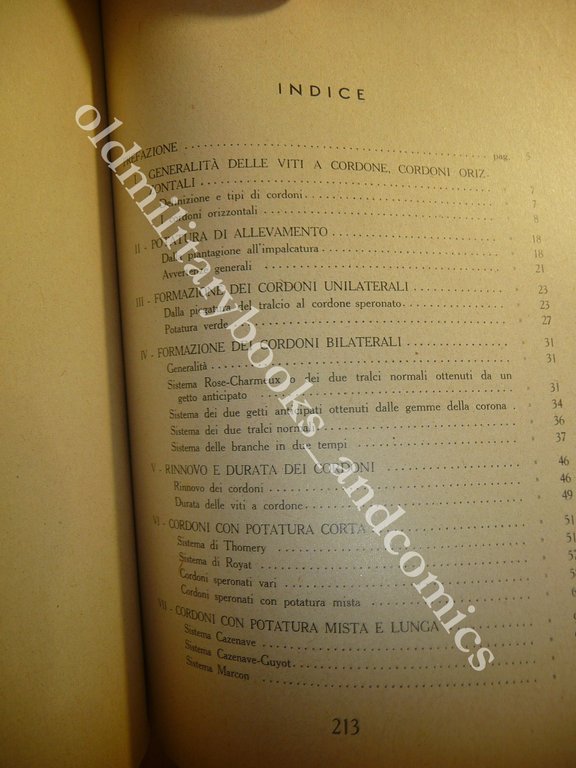 INDICE
PREFAZIONE pag. 5
GENERALITÀ DELLE VITI A CORDONE, CORDONI ORIZ-
ZONTALI 7
Definizione e tipi di cordoni 7
I cordoni orizzontali 8
II - POTATURA DI ALLEVAMENTO 18
Dalla piantagione all'impalcatura 18
Avvertenze generali 21
III - FORMAZIONE DEI CORDONI UNILATERALI 23
Dalla piegatura del tralcio al cordone speronato 23
Potatura verde 27
IV - FORMAZIONE DEI CORDONI BILATERALI 31
Generalità 31
Sistema Rose-Charmeux o dei due tralci normali ottenuti da un
getto anticipato 31
Sistema dei due getti anticipati ottenuti dalle gemme della corona . 34
Sistema dei due tralci normali 36
Sistema delle branche in due tempi 37
V - RINNOVO E DURATA DEI CORDONI 46
Rinnovo dei cordoni 46
Durata delle viti a cordone 49
VI - CORDONI CON POTATURA CORTA 51
Sistema di Thomery 51
Sistema di Royat
Cordoni speronati vari
Cordoni speronati con potatura mista
VII - CORDONI CON POTATURA MISTA E LUNGA
Sistema Cazenave
Sistema Cazenave-Guyot
Sistema Marcon
213
oldmilitarybooks_andcomics